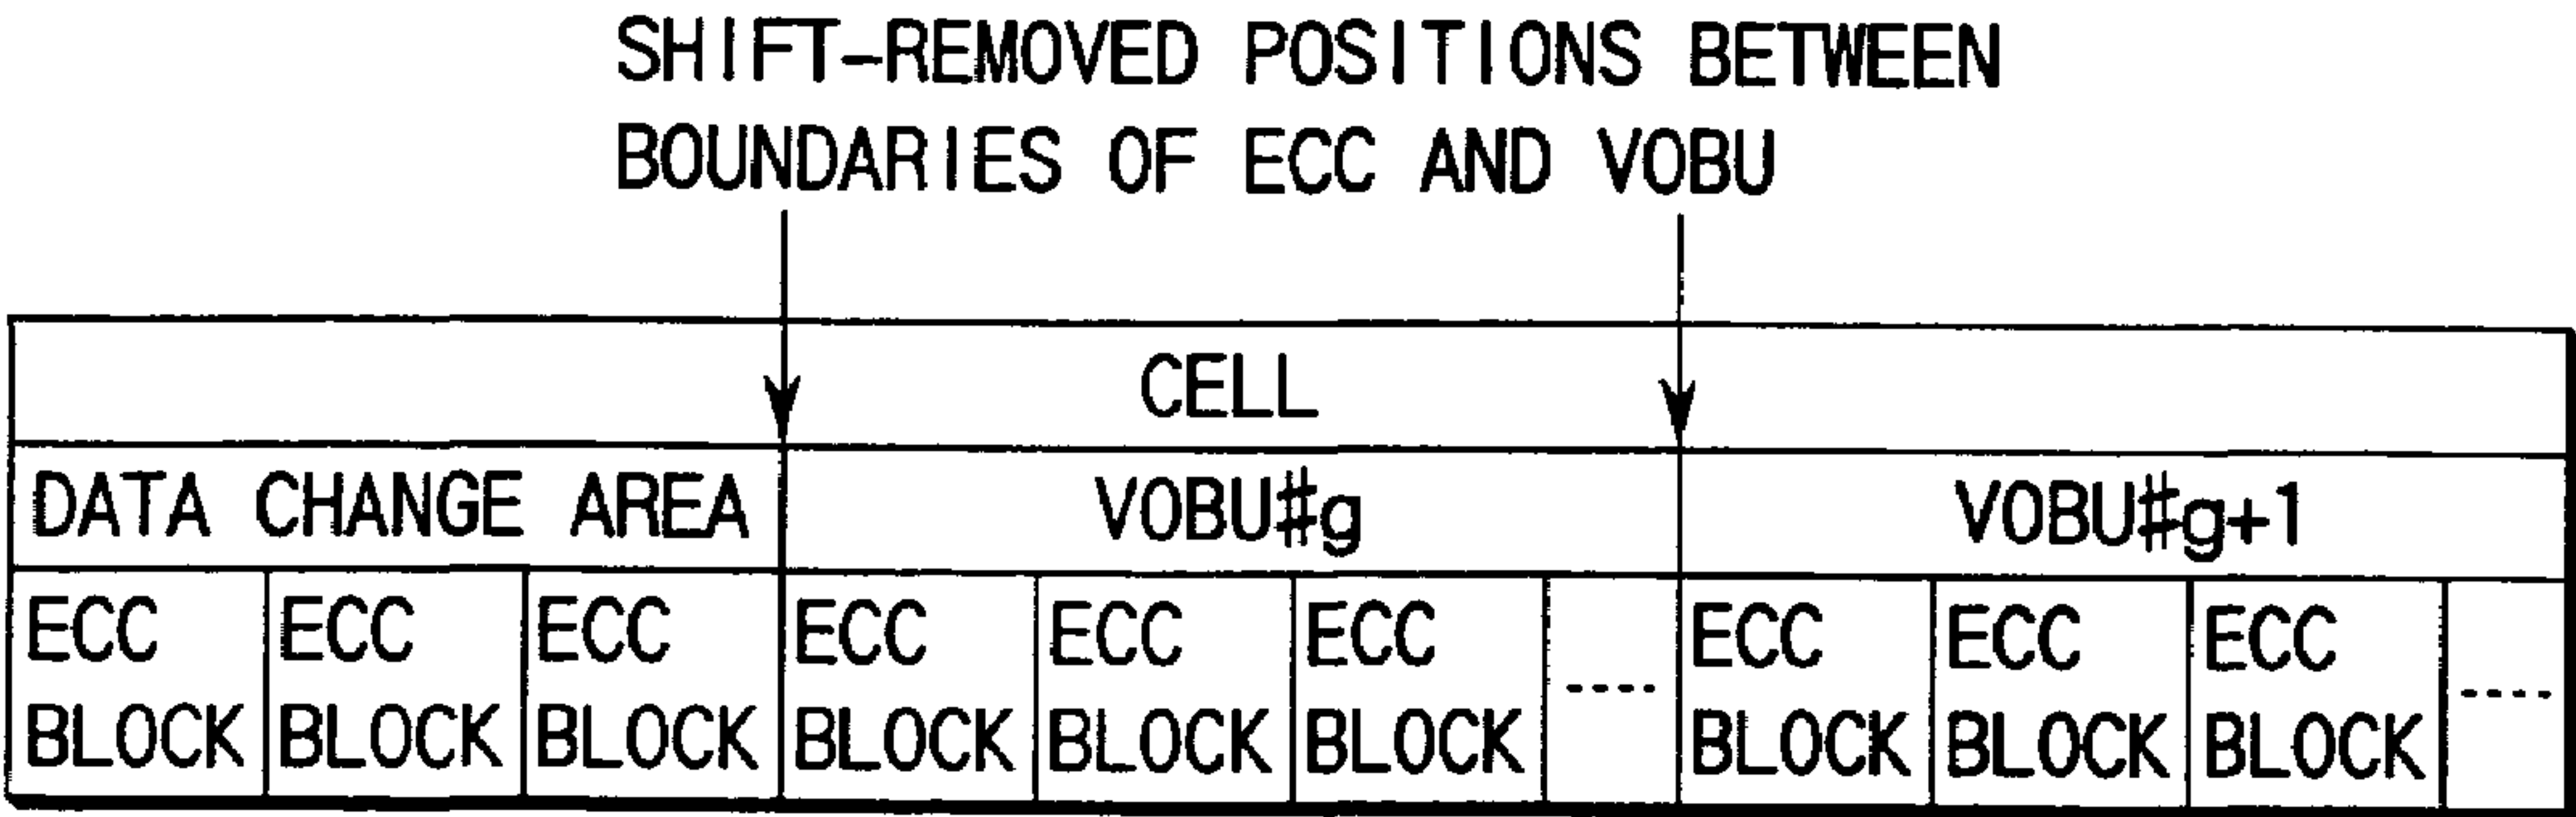 SHIFT-REMOVED POSITIONS BETWEEN
BOUNDARIES OF ECC AND VOBU
CELL
DATA CHANGE AREA VOBU#g VOBU#g+1
ECC ECC ECC ECC ECC ECC ECC ECC ECC
BLOCK BLOCK BLOCK BLOCK BLOCK BLOCK ---- BLOCK BLOCK BLOCK ----